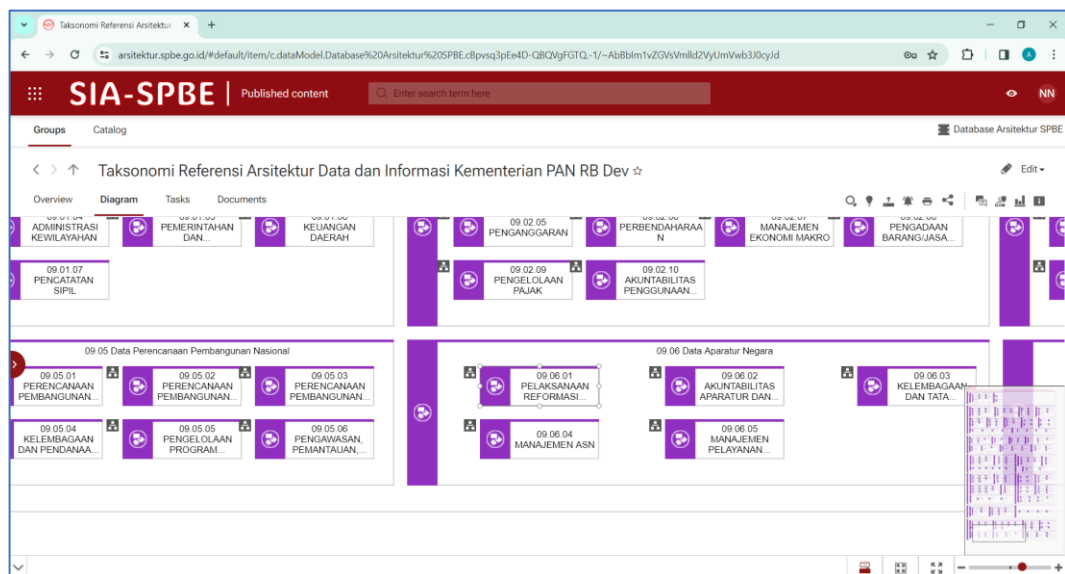 Taksonomi Referensi Arsitektur
arsitektur.spbe.go.id/#default/item/c.dataModel.Database%20Arsitektur%20SPBE.cBpvsq3pEe4D-QBQVgFGTQ.-1/~AbBbIm1vZGVsVmlld2VyUmVwb3J0cyJd
A
SIA-SPBE | Published content
Enter search term here
NN
Groups Catalog
Database Arsitektur SPBE
Taksonomi Referensi Arsitektur Data dan Informasi Kementerian PAN RB Dev
Edit
Overview Diagram Tasks Documents
ADMINISTRASI
KEWILAYAHAN
PEMERINTAHAN
DAN...
KEUANGAN
DAERAH
09.02.05
PENGANGGARAN
PERBENDAHARAA
N
MANAJEMEN
EKONOMI MAKRO
PENGADAAN
BARANG/JASA...
09.01.07
PENCATATAN
SIPIL
09.02.09
PENGELOLAAN
PAJAK
09.02.10
AKUNTABILITAS
PENGGUNAAN...
09.05 Data Perencanaan Pembangunan Nasional
09.05.01
PERENCANAAN
PEMBANGUNAN...
09.05.02
PERENCANAAN
PEMBANGUNAN...
09.05.03
PERENCANAAN
PEMBANGUNAN...
09.05.04
KELEMBAGAAN
DAN PENDANAA...
09.05.05
PENGELOLAAN
PROGRAM...
09.05.06
PENGAWASAN,
PEMANTAUAN,...
09.06 Data Aparatur Negara
09.06.01
PELAKSANAAN
REFORMASI...
09.06.02
AKUNTABILITAS
APARATUR DAN...
09.06.03
KELEMBAGAAN
DAN TATA...
09.06.04
MANAJEMEN ASN
09.06.05
MANAJEMEN
PELAYANAN...